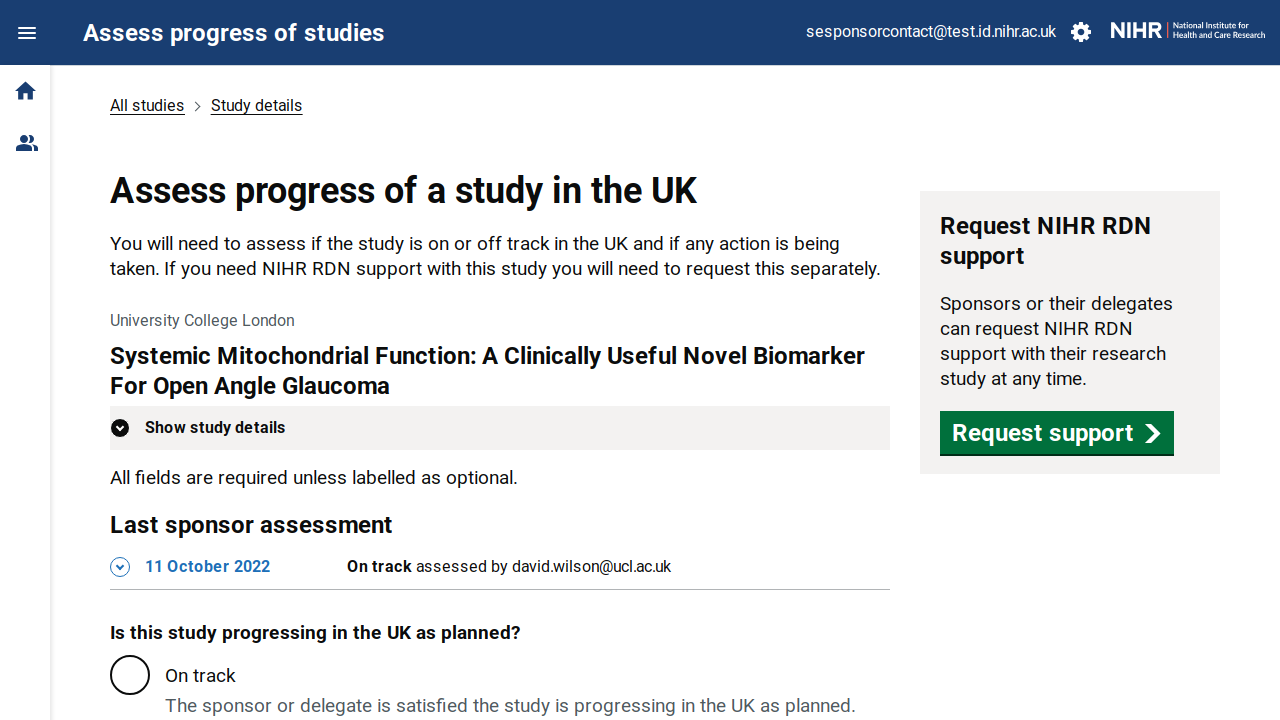 Assess progress of studies
sesponsorcontact@test.id.nihr.ac.uk
NIHR | National Institute for
Health and Care Research
All studies
Study details
Assess progress of a study in the UK
You will need to assess if the study is on or off track in the UK and if any action is being
taken. If you need NIHR RDN support with this study you will need to request this separately.
University College London
Systemic Mitochondrial Function: A Clinically Useful Novel Biomarker
For Open Angle Glaucoma
Show study details
All fields are required unless labelled as optional.
Last sponsor assessment
11 October 2022
On track assessed by david.wilson@ucl.ac.uk
Is this study progressing in the UK as planned?
On track
The sponsor or delegate is satisfied the study is progressing in the UK as planned.
Request NIHR RDN
support
Sponsors or their delegates
can request NIHR RDN
support with their research
study at any time.
Request support